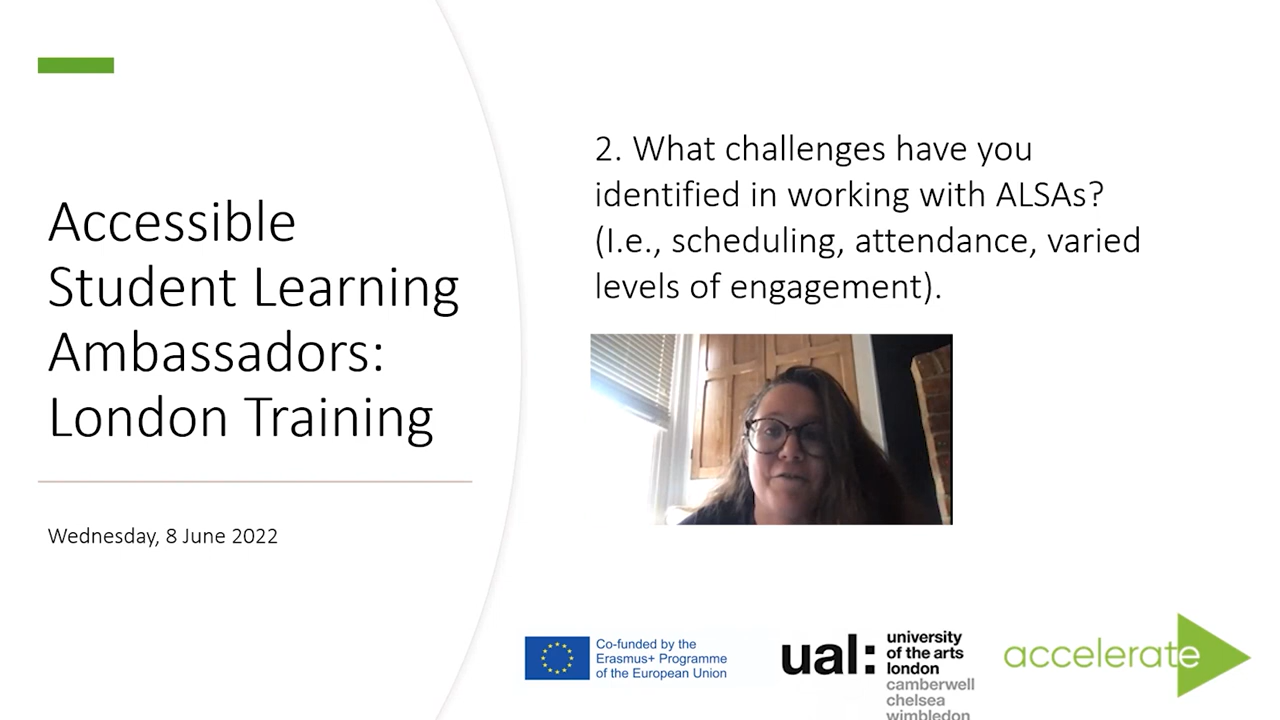 Accessible
Student Learning
Ambassadors:
London Training
Wednesday, 8 June 2022
2. What challenges have you
identified in working with ALSAs?
(I.e., scheduling, attendance, varied
levels of engagement).
Co-funded by the
Erasmus+ Programme
of the European Union
ual:
university
of the arts
london
camberwell
chelsea
wimbledon
accelerate